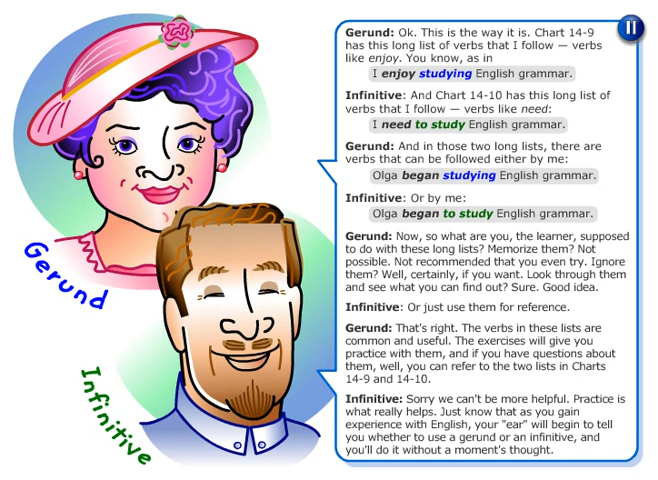 11
Gerund: Ok. This is the way it is. Chart 14-9
has this long list of verbs that I follow — verbs
like enjoy. You know, as in
I enjoy studying English grammar.
Infinitive: And Chart 14-10 has this long list of
verbs that I follow — verbs like need:
I need to study English grammar.
Gerund: And in those two long lists, there are
verbs that can be followed either by me:
Olga began studying English grammar.
Infinitive: Or by me:
Olga began to study English grammar.
Gerund: Now, so what are you, the learner, supposed
to do with these long lists? Memorize them? Not
possible. Not recommended that you even try. Ignore
them? Well, certainly, if you want. Look through them
and see what you can find out? Sure. Good idea.
Infinitive: Or just use them for reference.
Gerund: That's right. The verbs in these lists are
common and useful. The exercises will give you
practice with them, and if you have questions about
them, well, you can refer to the two lists in Charts
14-9 and 14-10.
Infinitive: Sorry we can't be more helpful. Practice is
what really helps. Just know that as you gain
experience with English, your "ear" will begin to tell
you whether to use a gerund or an infinitive, and
you'll do it without a moment's thought.
Gerund
Infinitive